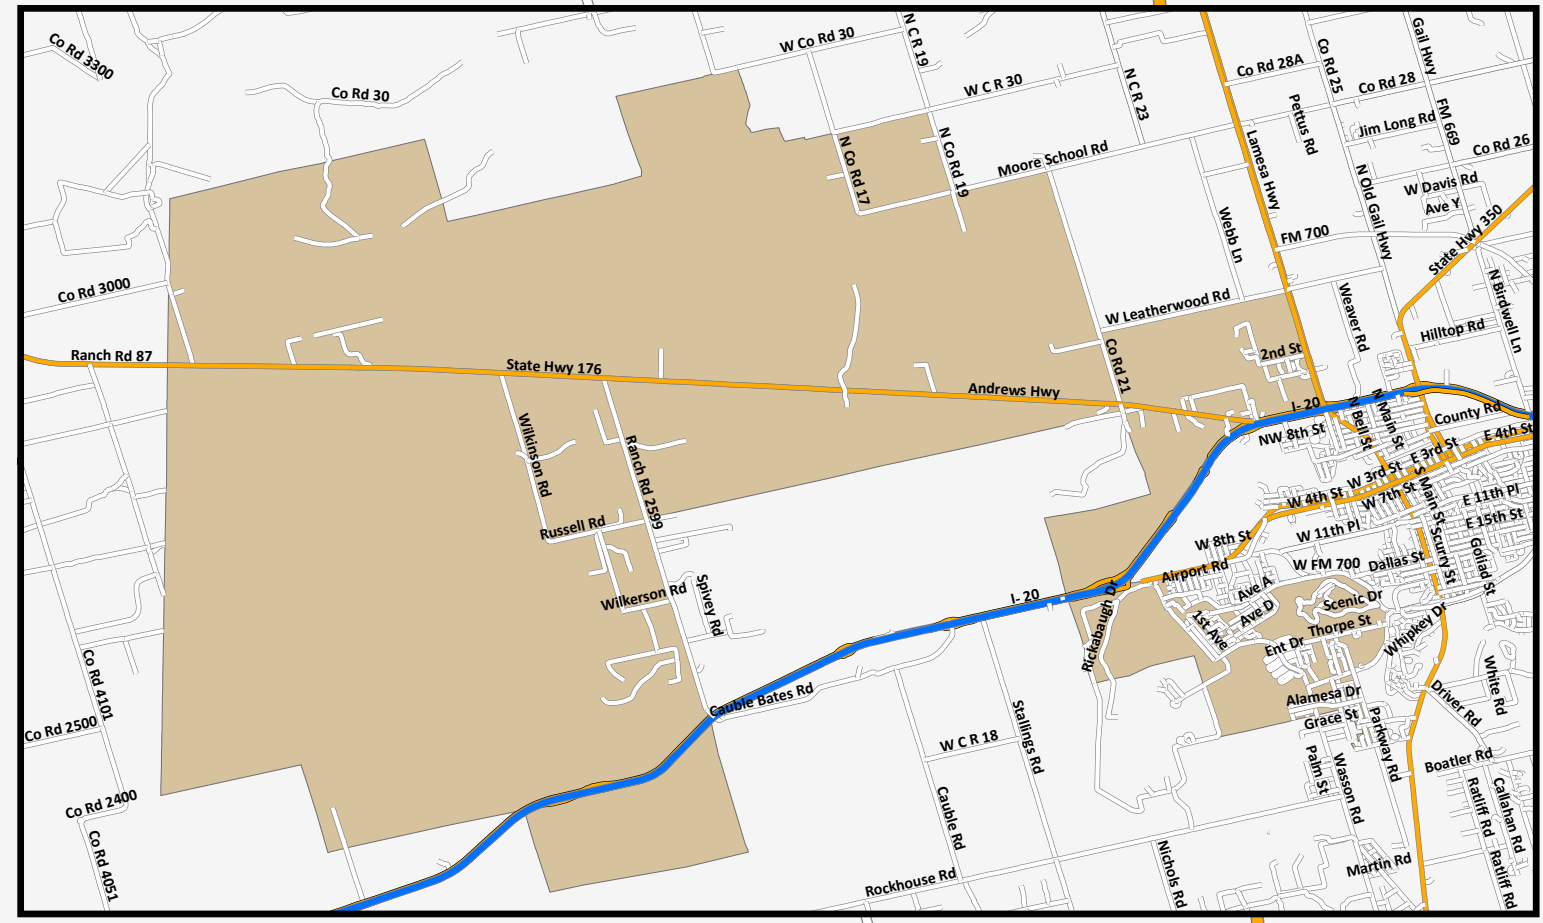 Co Rd 3300
Co Rd 30
W Co Rd 30
N C R 19
W C R 30
N C R 23
Co Rd 28A
Co Rd 25
Gail Hwy
Co Rd 28
Pettus Rd
Jim Long Rd
FM 669
Co Rd 26
N Co Rd 17
N Co Rd 19
Moore School Rd
Lamesa Hwy
N Old Gail Hwy
W Davis Rd
Ave Y
Webb Ln
FM 700
State Hwy 350
Co Rd 3000
W Leatherwood Rd
Weaver Rd
N Birdwell Ln
Hilltop Rd
Ranch Rd 87
State Hwy 176
Andrews Hwy
Co Rd 21
2nd St
I- 20
N Bell St
N Main St
County Rd
NW 8th St
E 4th St
E 3rd St
Wilkinson Rd
Ranch Rd 2599
W 3rd St
W 4th St
W 7th St
S Main St
E 11th Pl
E 15th St
Russell Rd
W 8th St
W 11th Pl
Scurry St
Goliad St
Airport Rd
W FM 700
Dallas St
Wilkerson Rd
Spivey Rd
I- 20
Ave A
Ave D
1st Ave
Scenic Dr
Thorpe St
Ent Dr
Whipkey Dr
Rickabaugh Dr
Co Rd 4101
Cauble Bates Rd
Alamesa Dr
Grace St
Driver Rd
White Rd
Co Rd 2500
W C R 18
Stallings Rd
Palm St
Parkway Rd
Wasson Rd
Boatler Rd
Co Rd 2400
Cauble Rd
Ratliff Rd
Callahan Rd
Co Rd 4051
Rockhouse Rd
Nichols Rd
Martin Rd
Ratliff Rd